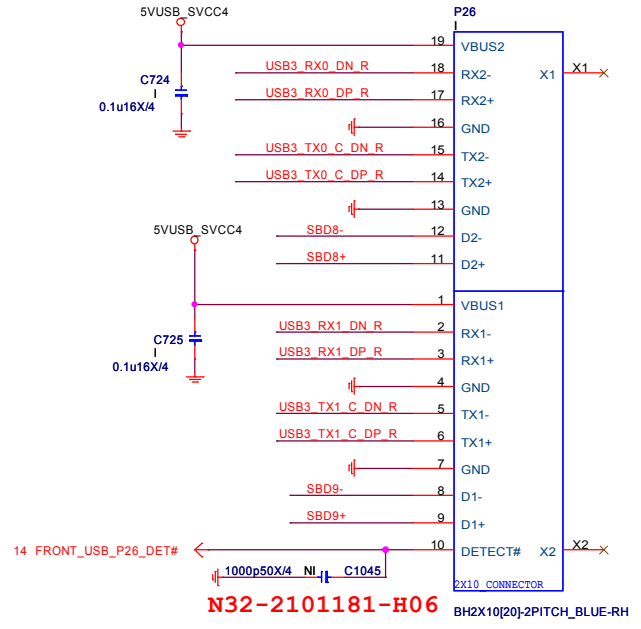 5VUSB_SVCC4
P26
I
19 VBUS2
USB3_RX0_DN_R 18 RX2- X1 X1
C724
I
0.1u16X/4
USB3_RX0_DP_R 17 RX2+
16 GND
USB3_TX0_C_DN_R 15 TX2-
USB3_TX0_C_DP_R 14 TX2+
13 GND
5VUSB_SVCC4
SBD8- 12 D2-
SBD8+ 11 D2+
1 VBUS1
USB3_RX1_DN_R 2 RX1-
C725
I
0.1u16X/4
USB3_RX1_DP_R 3 RX1+
4 GND
USB3_TX1_C_DN_R 5 TX1-
USB3_TX1_C_DP_R 6 TX1+
7 GND
SBD9- 8 D1-
SBD9+ 9 D1+
14 FRONT_USB_P26_DET# 10 DETECT# X2 X2
1000p50X/4 NI C1045
2X10_CONNECTOR
N32-2101181-H06
BH2X10[20]-2PITCH_BLUE-RH